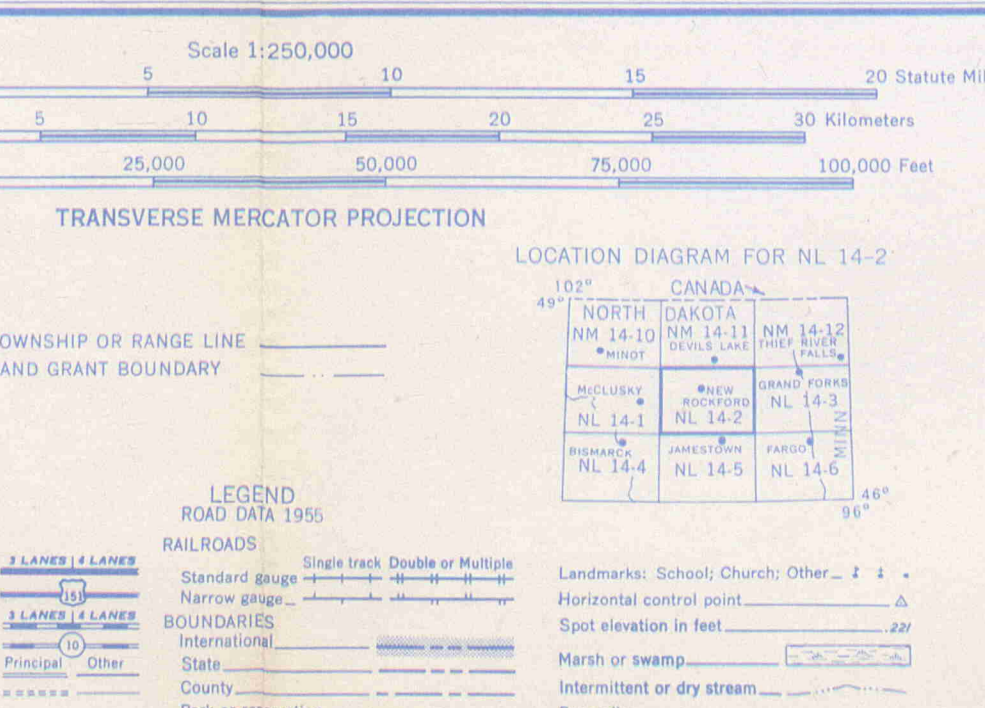 Scale 1:250,000
5 10 15 20 Statute Mil
5 10 15 20 25 30 Kilometers
25,000 50,000 75,000 100,000 Feet
TRANSVERSE MERCATOR PROJECTION
LOCATION DIAGRAM FOR NL 14-2
102° CANADA
49°
NORTH DAKOTA
NM 14-10 NM 14-11 NM 14-12
MINOT DEVILS LAKE THIEF RIVER FALLS
McCLUSKY NEW ROCKFORD GRAND FORKS
NL 14-1 NL 14-2 NL 14-3
MINN
BISMARCK JAMESTOWN FARGO
NL 14-4 NL 14-5 NL 14-6
46°
96°
OWNSHIP OR RANGE LINE
AND GRANT BOUNDARY
LEGEND
ROAD DATA 1955
3 LANES | 4 LANES
151
3 LANES | 4 LANES
10
Principal Other
RAILROADS
Single track Double or Multiple
Standard gauge
Narrow gauge
BOUNDARIES
International
State
County
Landmarks: School; Church; Other
Horizontal control point
Spot elevation in feet .221
Marsh or swamp
Intermittent or dry stream